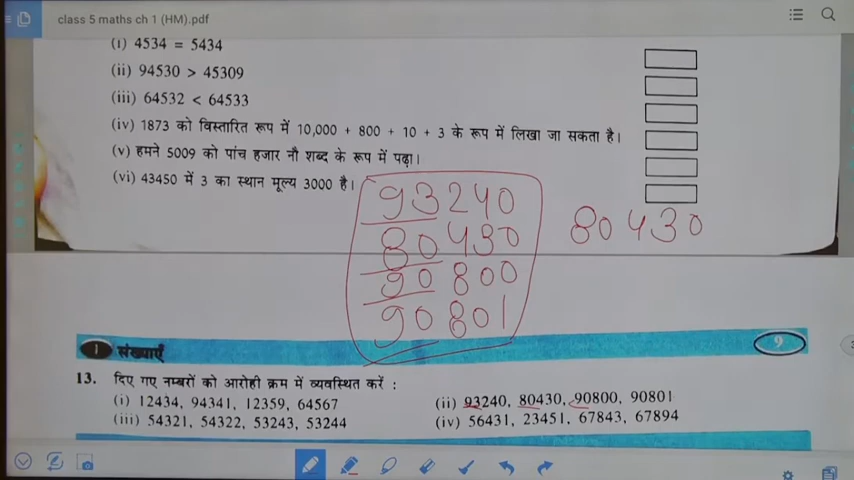 class 5 maths ch 1 (HM).pdf
(i) 4534 = 5434
(ii) 94530 > 45309
(iii) 64532 < 64533
(iv) 1873 को विस्तारित रूप में 10,000 + 800 + 10 + 3 के रूप में लिखा जा सकता है।
(v) हमने 5009 को पांच हजार नौ शब्द के रूप में पढ़ा।
(vi) 43450 में 3 का स्थान मूल्य 3000 है।
93240
80430 80430
90800
90801
1 संख्याएँ 9
13. दिए गए नम्बरों को आरोही क्रम में व्यवस्थित करें :
(i) 12434, 94341, 12359, 64567 (ii) 93240, 80430, 90800, 90801
(iii) 54321, 54322, 53243, 53244 (iv) 56431, 23451, 67843, 67894